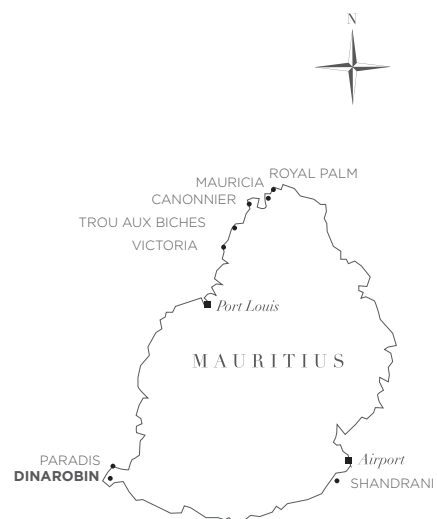 N
ROYAL PALM
MAURICIA
CANONNIER
TROU AUX BICHES
VICTORIA
Port Louis
MAURITIUS
PARADIS
Airport
DINAROBIN
SHANDRANI